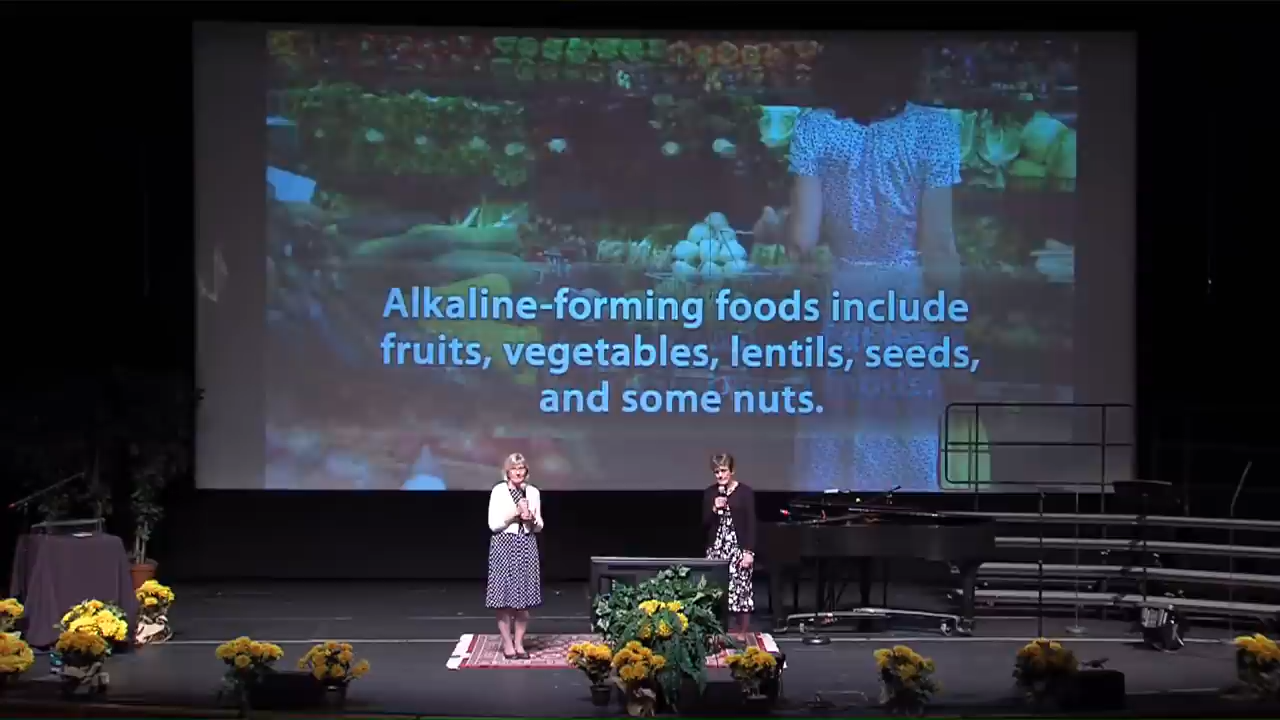 Alkaline-forming foods include
fruits, vegetables, lentils, seeds,
and some nuts.